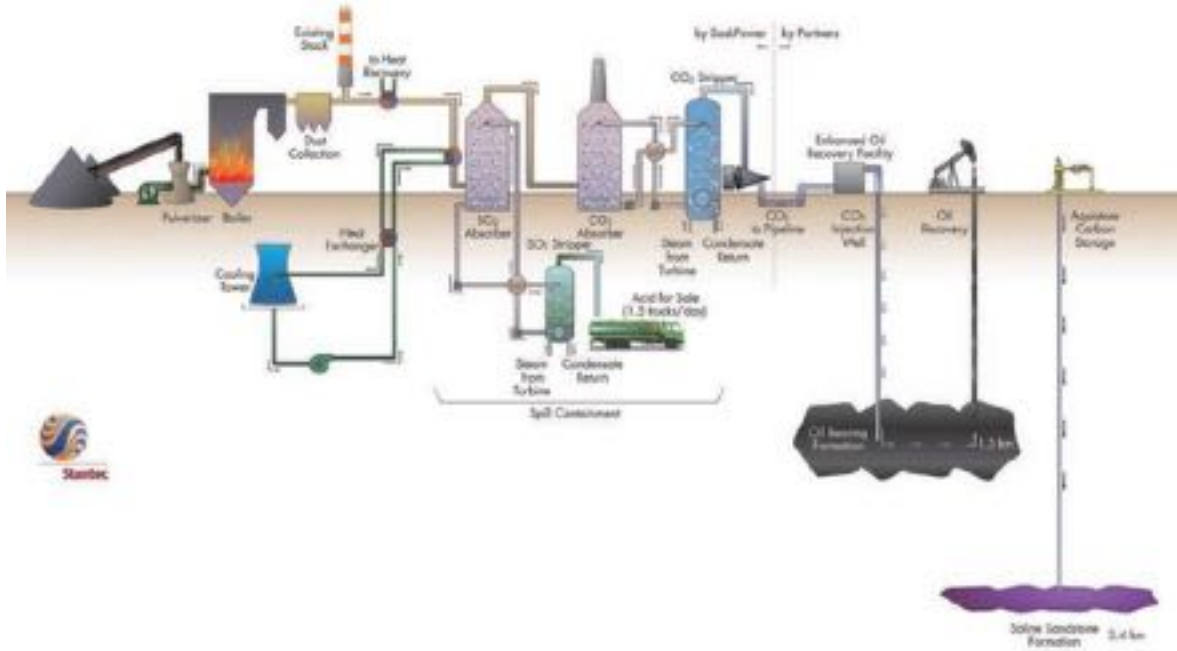 by SaskPower
by Partners
Existing
Stack
to Heat
Recovery
CO2 Stripper
Dust
Collection
Enhanced Oil
Recovery Facility
Pulverizer
Boiler
SO2
Absorber
CO2
Absorber
Steam
from
Turbine
Condensate
Return
CO2
to Pipeline
CO2
Injection
Well
Oil
Recovery
Aquistore
Carbon
Storage
Heat
Exchanger
Cooling
Tower
SO2 Stripper
Acid for Sale
(1.5 trucks/day)
Steam
from
Turbine
Condensate
Return
Spill Containment
Stantec
Oil Bearing
Formation
1.5 km
Saline Sandstone
Formation
3.4 km